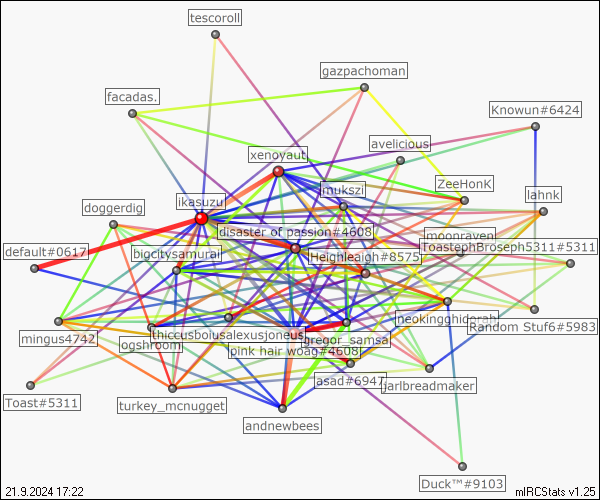 tescoroll
gazpachoman
facadas.
Knowun#6424
avelicious
xenoyaut
mukszi
ZeeHonK
lahnk
ikasuzu
doggerdig
disaster of passion#4608
moonraven
ToastephBroseph5311#5311
default#0617
bigcitysamurai
Heighleigh#8575
neokingghidorah
Random Stuf6#5983
mingus4742
ogshroom
thiccusboiusalexusjoneus
gregor_samsa
pink hair woao#4608
asad#6947
jarlbreadmaker
Toast#5311
turkey_mcnugget
andnewbees
Duck™#9103
21.9.2024 17:22
mIRCStats v1.25